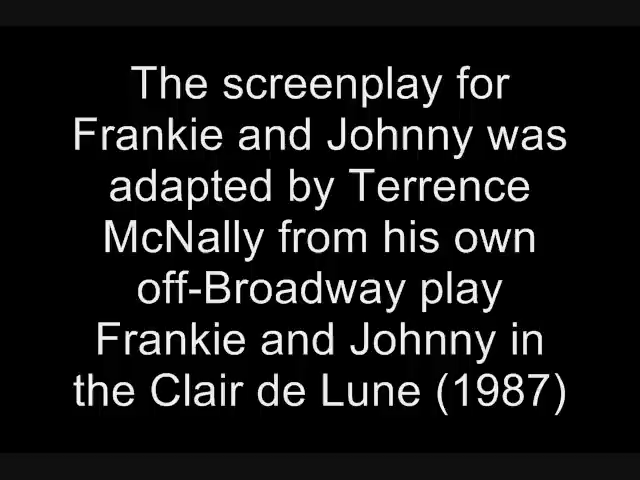 The screenplay for
Frankie and Johnny was
adapted by Terrence
McNally from his own
off-Broadway play
Frankie and Johnny in
the Clair de Lune (1987)